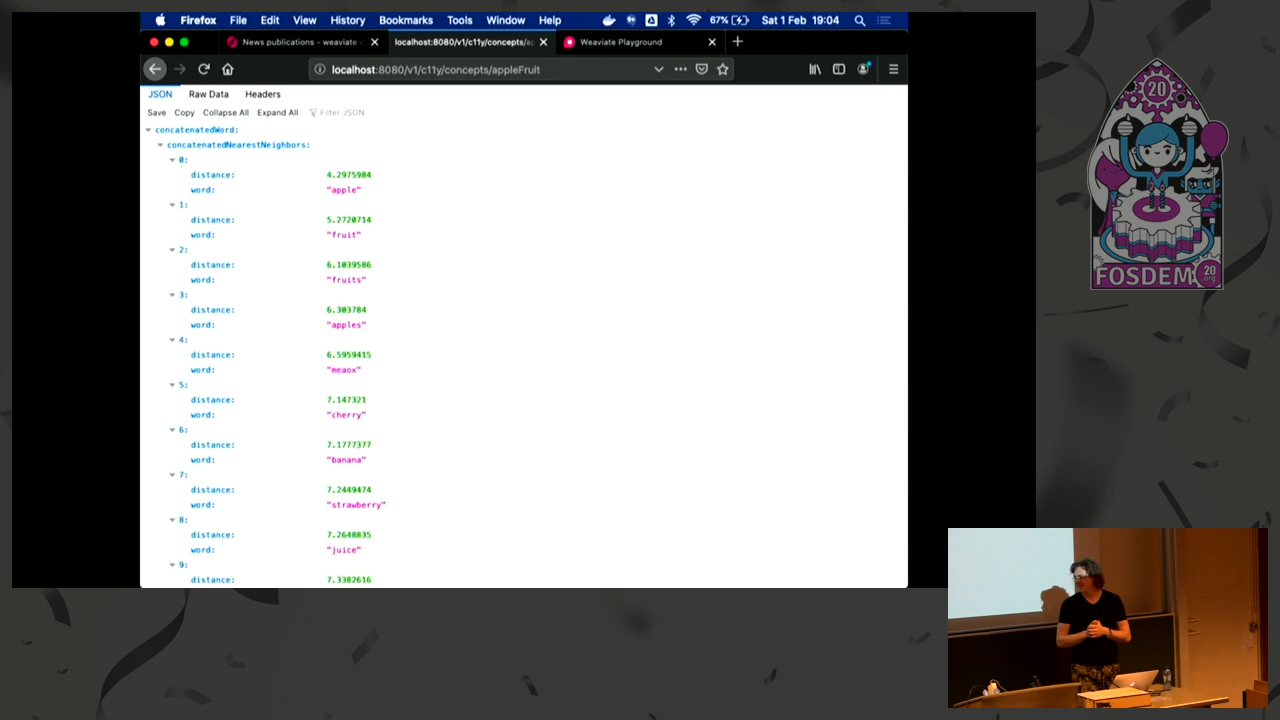 Firefox File Edit View History Bookmarks Tools Window Help 67% Sat 1 Feb 19:04
News publications - weaviate
localhost:8080/v1/c11y/concepts/a
Weaviate Playground
localhost:8080/v1/c11y/concepts/appleFruit
JSON Raw Data Headers
Save Copy Collapse All Expand All Filter JSON
concatenatedWord:
concatenatedNearestNeighbors:
0:
distance: 4.2975984
word: "apple"
1:
distance: 5.2720714
word: "fruit"
2:
distance: 6.1039586
word: "fruits"
3:
distance: 6.303784
word: "apples"
4:
distance: 6.5959415
word: "meaox"
5:
distance: 7.147321
word: "cherry"
6:
distance: 7.1777377
word: "banana"
7:
distance: 7.2449474
word: "strawberry"
8:
distance: 7.2648835
word: "juice"
9:
distance: 7.3382616
20
FOSDEM 20
.org